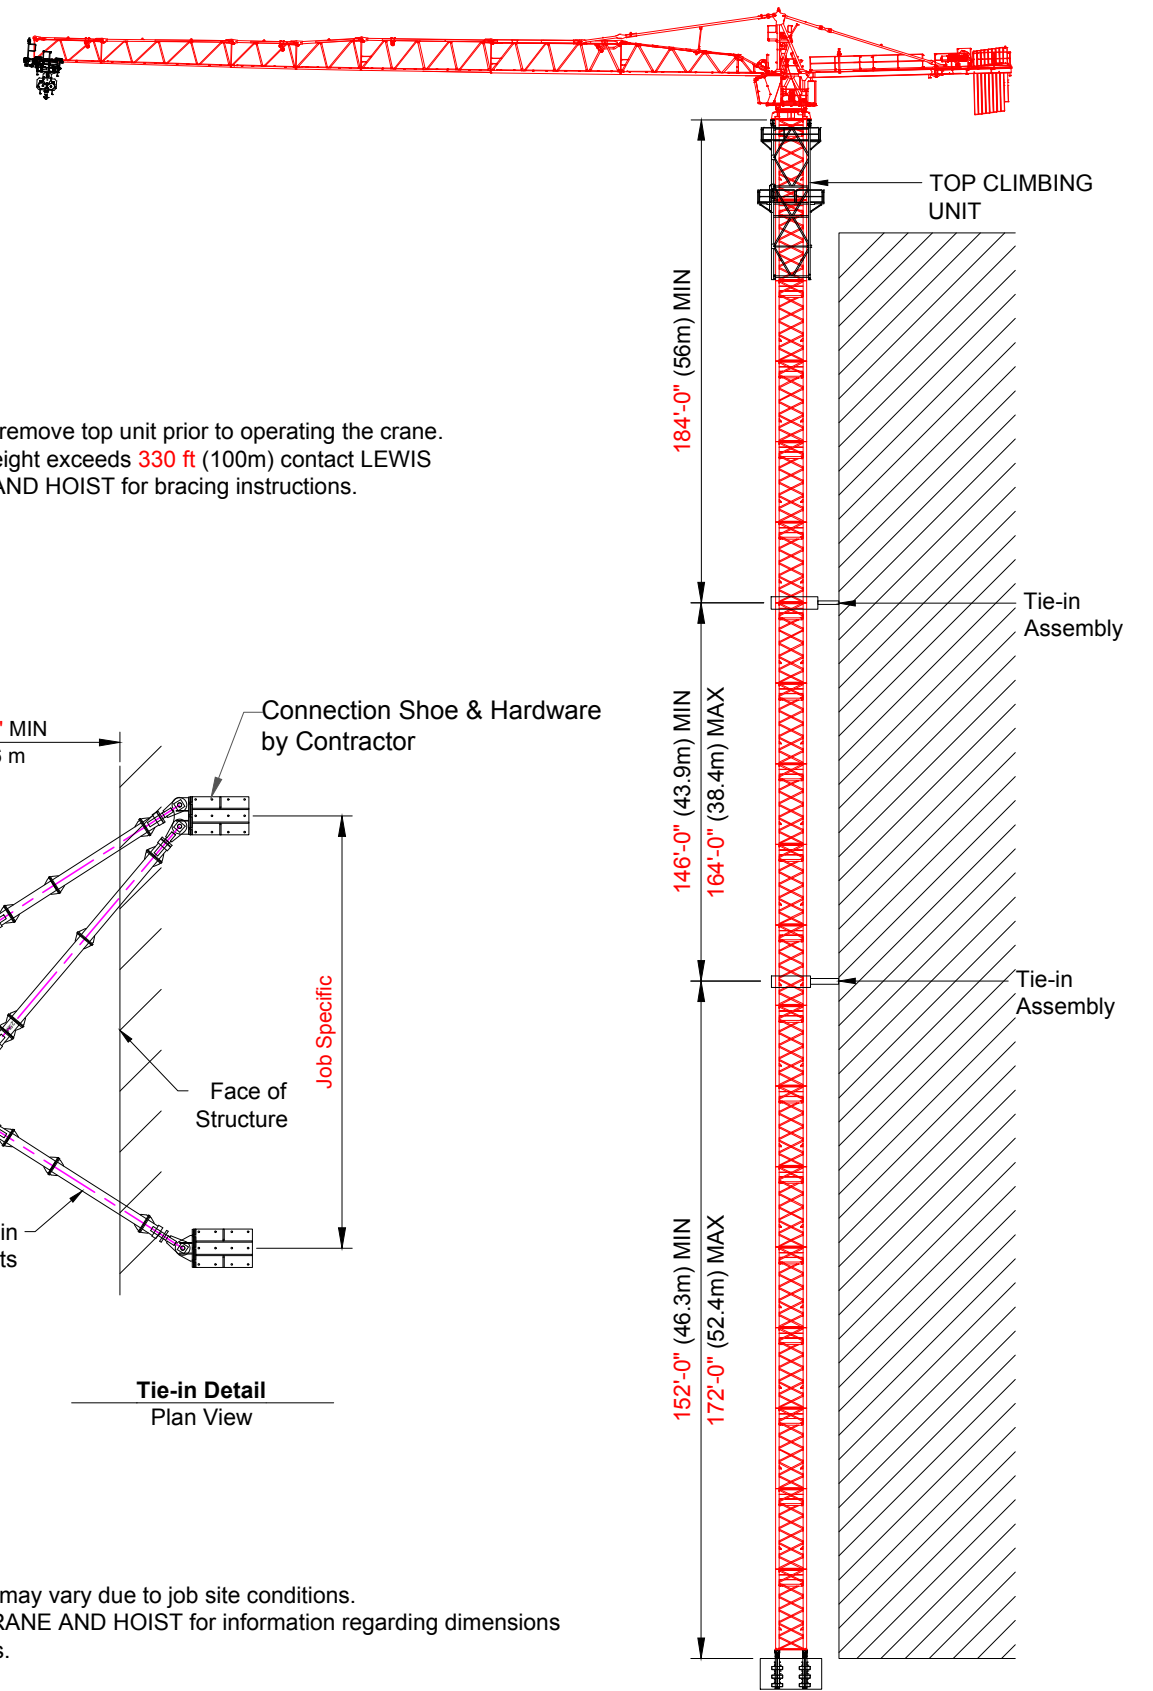 TOP CLIMBING
UNIT
184'-0" (56m) MIN
remove top unit prior to operating the crane.
eight exceeds 330 ft (100m) contact LEWIS
AND HOIST for bracing instructions.
Tie-in
Assembly
146'-0" (43.9m) MIN
164'-0" (38.4m) MAX
Connection Shoe & Hardware
by Contractor
' MIN
6 m
Job Specific
Face of
Structure
Tie-in
Assembly
in
ts
152'-0" (46.3m) MIN
172'-0" (52.4m) MAX
Tie-in Detail
Plan View
may vary due to job site conditions.
RANE AND HOIST for information regarding dimensions
s.